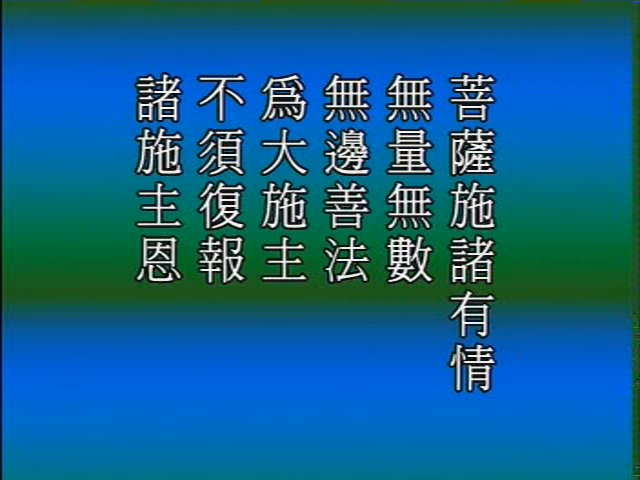 菩薩施諸有情
無量無數
無邊善法
爲大施主
不須復報
諸施主恩